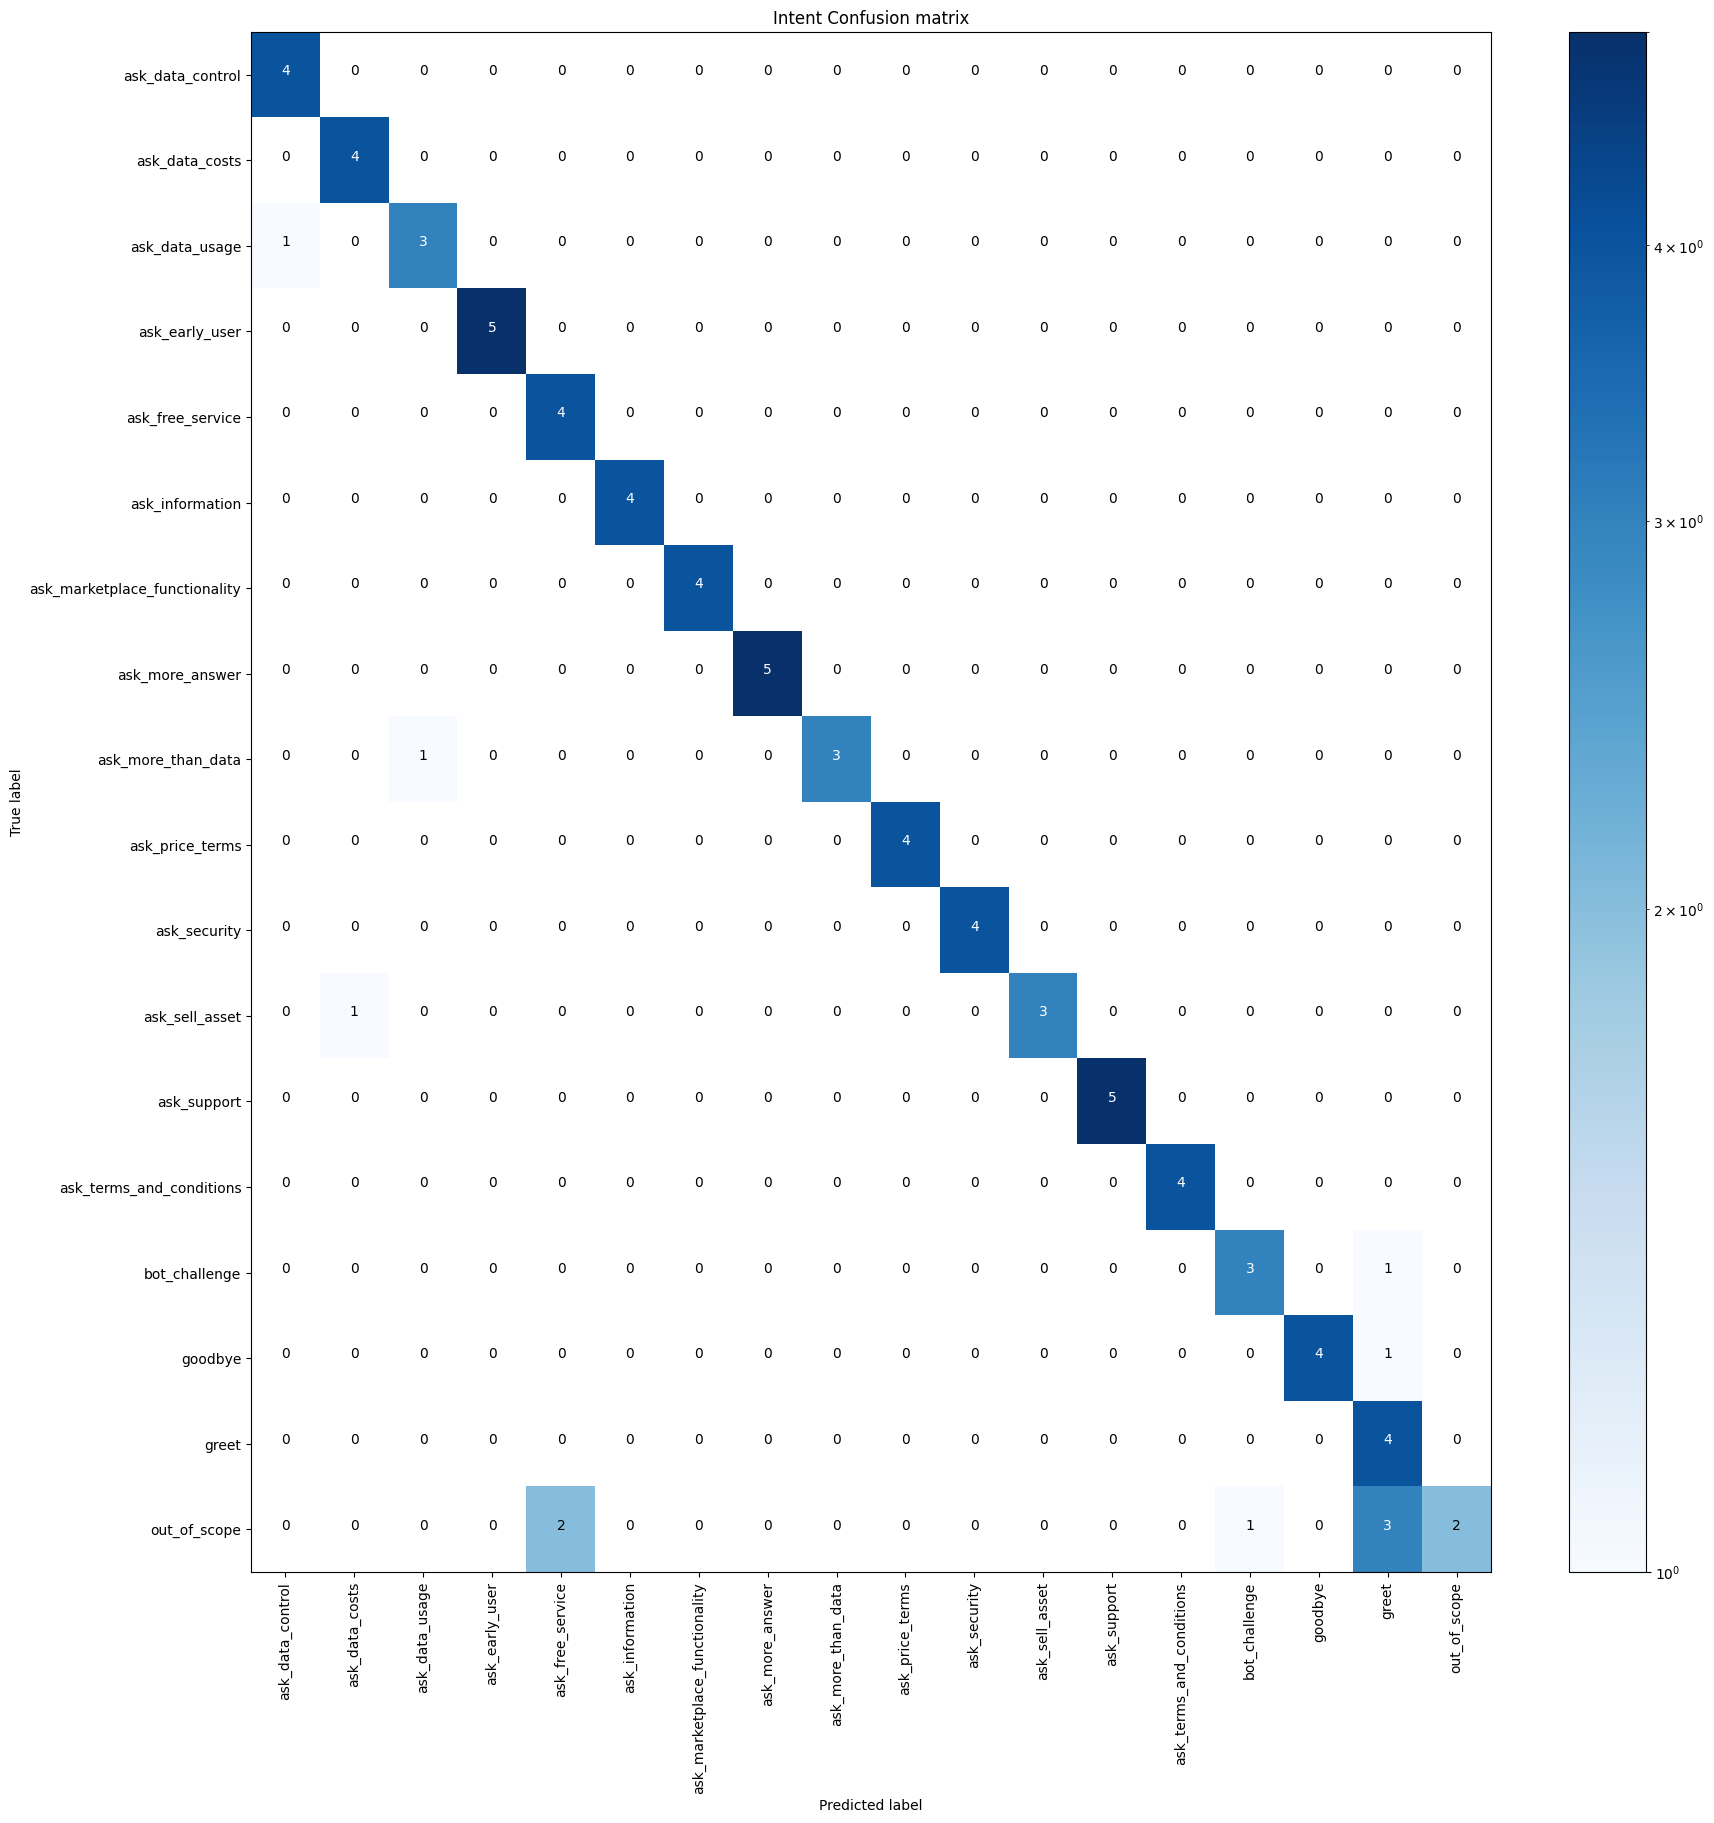 Intent Confusion matrix
ask_data_control 4 0 0 0 0 0 0 0 0 0 0 0 0 0 0 0 0 0
ask_data_costs 0 4 0 0 0 0 0 0 0 0 0 0 0 0 0 0 0 0
ask_data_usage 1 0 3 0 0 0 0 0 0 0 0 0 0 0 0 0 0 0
ask_early_user 0 0 0 5 0 0 0 0 0 0 0 0 0 0 0 0 0 0
ask_free_service 0 0 0 0 4 0 0 0 0 0 0 0 0 0 0 0 0 0
ask_information 0 0 0 0 0 4 0 0 0 0 0 0 0 0 0 0 0 0
ask_marketplace_functionality 0 0 0 0 0 0 4 0 0 0 0 0 0 0 0 0 0 0
ask_more_answer 0 0 0 0 0 0 0 5 0 0 0 0 0 0 0 0 0 0
ask_more_than_data 0 0 1 0 0 0 0 0 3 0 0 0 0 0 0 0 0 0
ask_price_terms 0 0 0 0 0 0 0 0 0 4 0 0 0 0 0 0 0 0
ask_security 0 0 0 0 0 0 0 0 0 0 4 0 0 0 0 0 0 0
ask_sell_asset 0 1 0 0 0 0 0 0 0 0 0 3 0 0 0 0 0 0
ask_support 0 0 0 0 0 0 0 0 0 0 0 0 5 0 0 0 0 0
ask_terms_and_conditions 0 0 0 0 0 0 0 0 0 0 0 0 0 4 0 0 0 0
bot_challenge 0 0 0 0 0 0 0 0 0 0 0 0 0 0 3 0 1 0
goodbye 0 0 0 0 0 0 0 0 0 0 0 0 0 0 0 4 1 0
greet 0 0 0 0 0 0 0 0 0 0 0 0 0 0 0 0 4 0
out_of_scope 0 0 0 0 2 0 0 0 0 0 0 0 0 0 1 0 3 2
True label
ask_data_control
ask_data_costs
ask_data_usage
ask_early_user
ask_free_service
ask_information
ask_marketplace_functionality
ask_more_answer
ask_more_than_data
ask_price_terms
ask_security
ask_sell_asset
ask_support
ask_terms_and_conditions
bot_challenge
goodbye
greet
out_of_scope
Predicted label
4 × 10⁰
3 × 10⁰
2 × 10⁰
10⁰